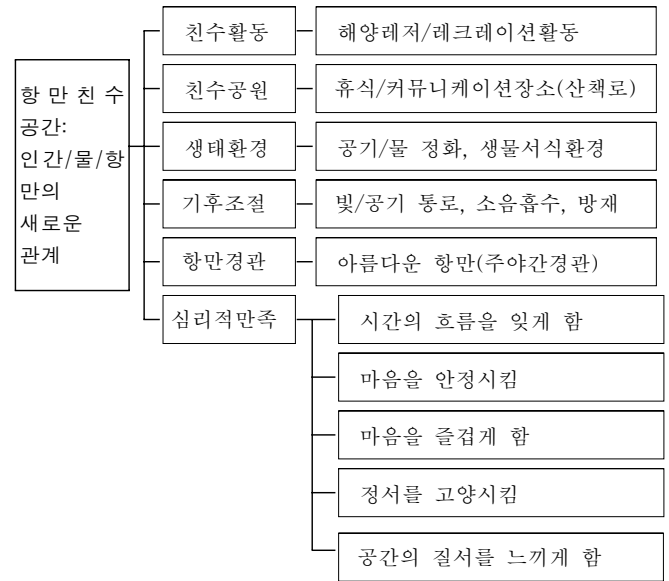 친수활동
해양레저/레크레이션활동
항만친수
공간:
인간/물/항
만의
새로운
관계
친수공원
휴식/커뮤니케이션장소(산책로)
생태환경
공기/물 정화, 생물서식환경
기후조절
빛/공기 통로, 소음흡수, 방재
항만경관
아름다운 항만(주야간경관)
심리적만족
시간의 흐름을 잊게 함
마음을 안정시킴
마음을 즐겁게 함
정서를 고양시킴
공간의 질서를 느끼게 함